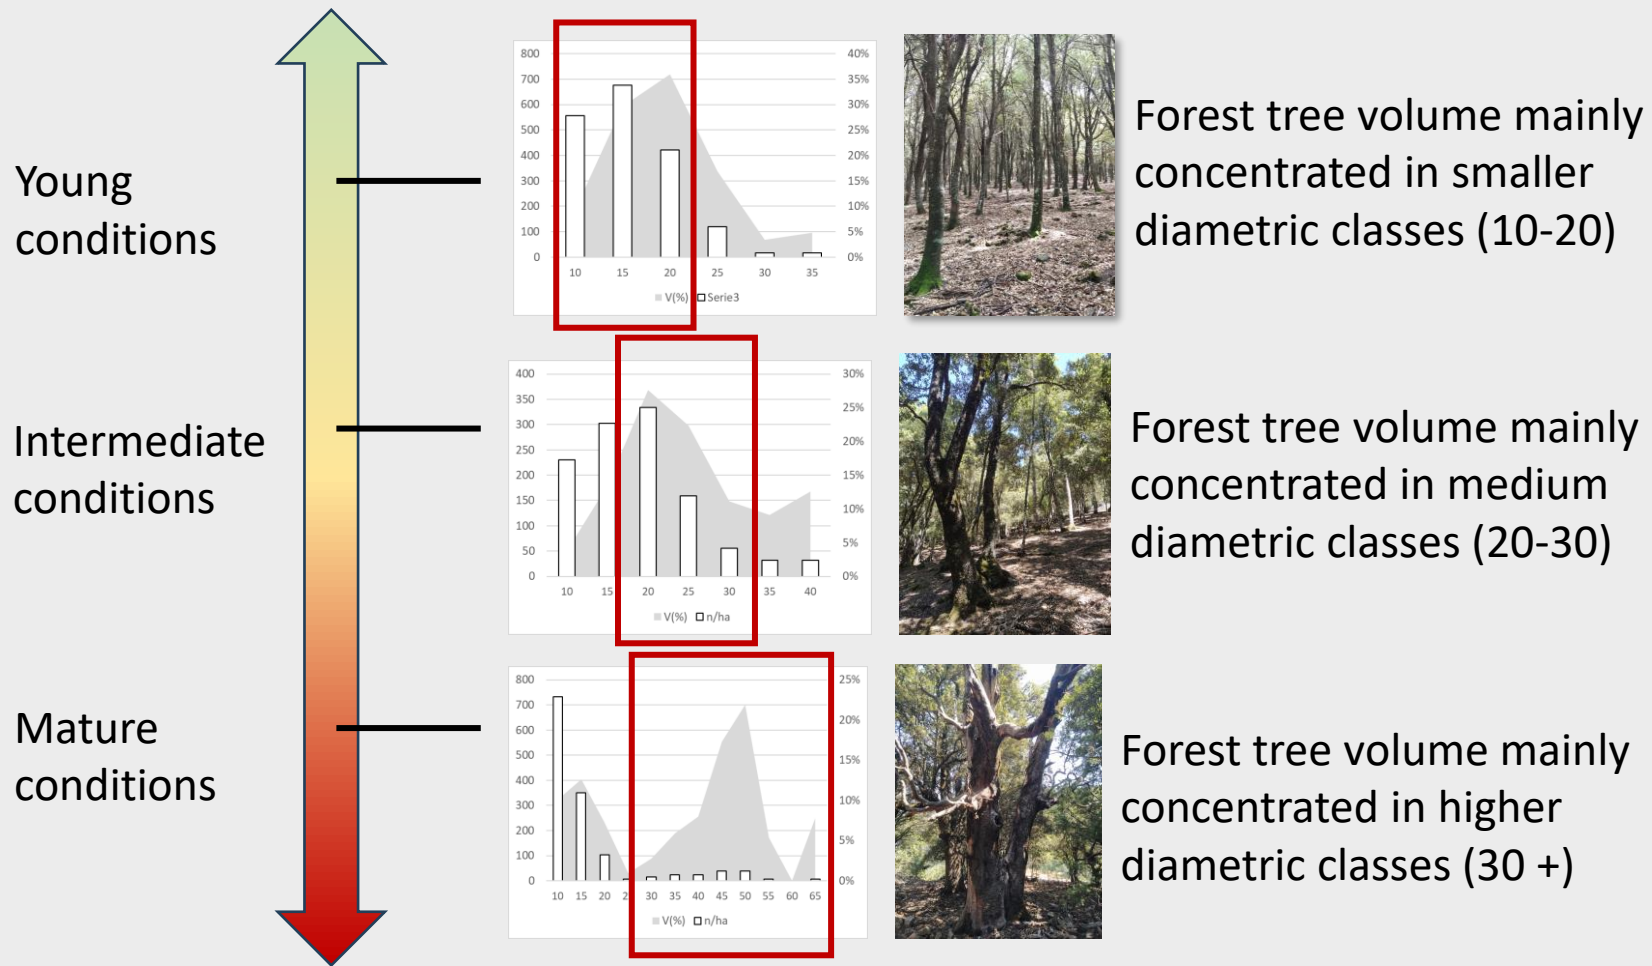 Young
conditions
800
700
600
500
400
300
200
100
0
40%
35%
30%
25%
20%
15%
10%
5%
0%
10 15 20 25 30 35
V(%) Serie3
Forest tree volume mainly
concentrated in smaller
diametric classes (10-20)
Intermediate
conditions
400
350
300
250
200
150
100
50
0
30%
25%
20%
15%
10%
5%
0%
10 15 20 25 30 35 40
V(%) n/ha
Forest tree volume mainly
concentrated in medium
diametric classes (20-30)
Mature
conditions
800
700
600
500
400
300
200
100
0
25%
20%
15%
10%
5%
0%
10 15 20 30 35 40 45 50 55 60 65
V(%) n/ha
Forest tree volume mainly
concentrated in higher
diametric classes (30 +)